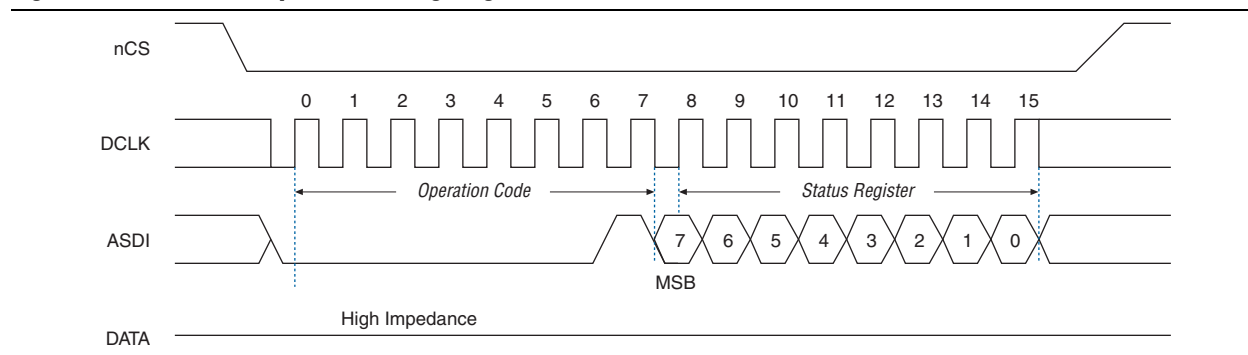 nCS
0 1 2 3 4 5 6 7 8 9 10 11 12 13 14 15
DCLK
Operation Code Status Register
ASDI 7 6 5 4 3 2 1 0
MSB
High Impedance
DATA